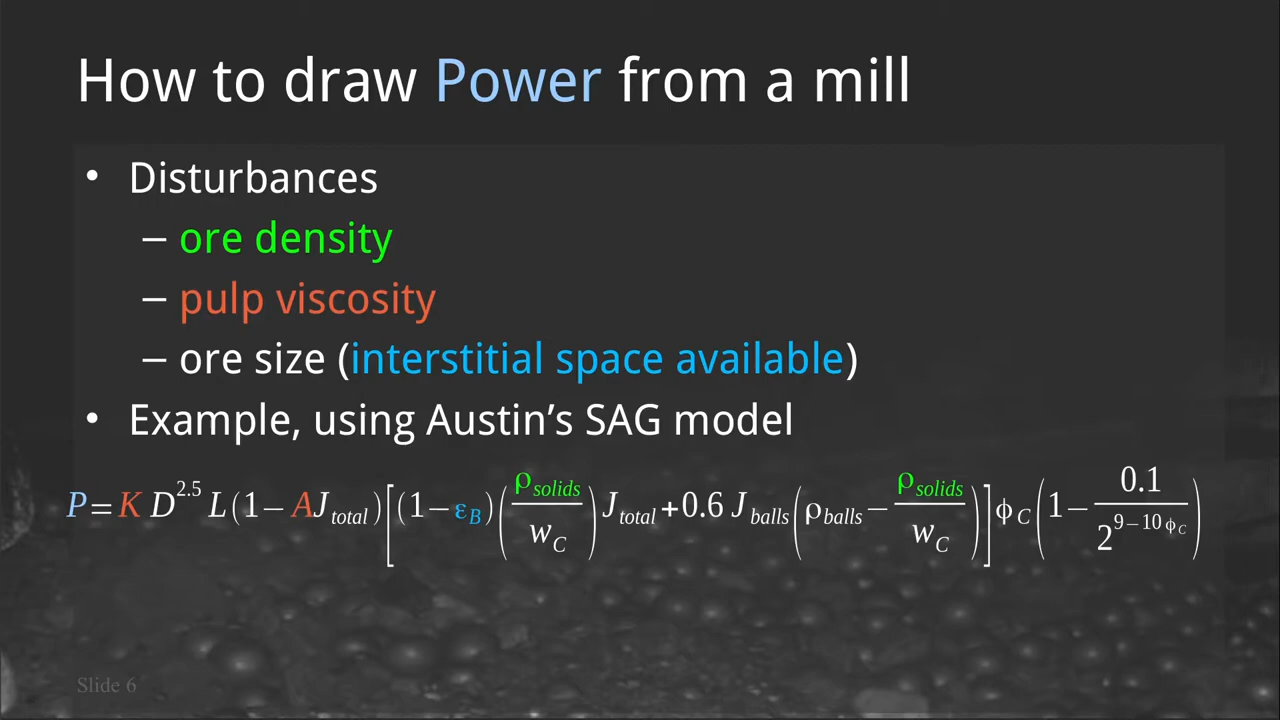 How to draw Power from a mill
• Disturbances
– ore density
– pulp viscosity
– ore size (interstitial space available)
• Example, using Austin’s SAG model
P=K D^2.5 L(1−AJ_total)[(1−ε_B)(ρ_solids/w_C)J_total+0.6 J_balls(ρ_balls−ρ_solids/w_C)]ϕ_C(1−0.1/2^(9−10 ϕ_C))
Slide 6